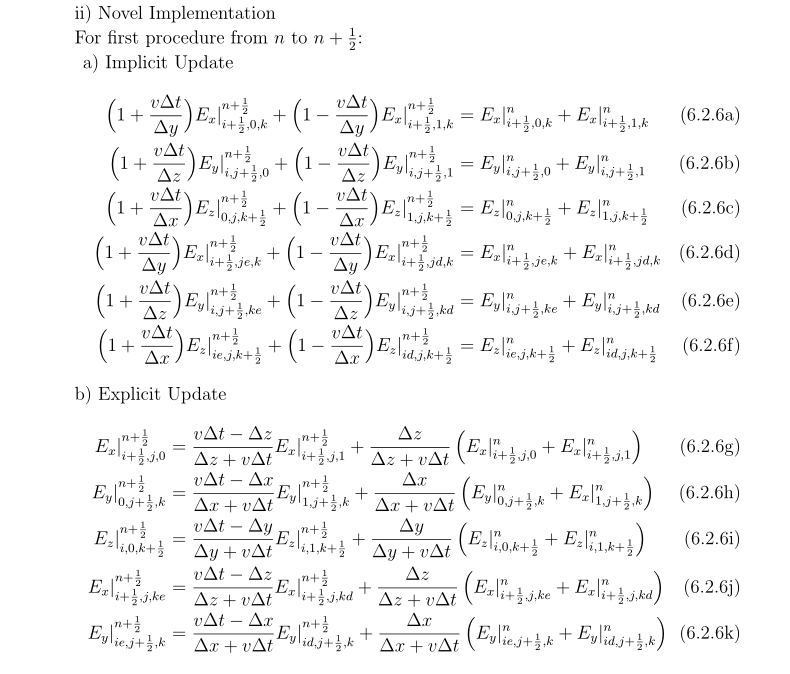 ii) Novel Implementation
For first procedure from $n$ to $n + \frac{1}{2}$:
a) Implicit Update
$\left(1 + \frac{v\Delta t}{\Delta y}\right) E_x|_{i+\frac{1}{2},0,k}^{n+\frac{1}{2}} + \left(1 - \frac{v\Delta t}{\Delta y}\right) E_x|_{i+\frac{1}{2},1,k}^{n+\frac{1}{2}} = E_x|_{i+\frac{1}{2},0,k}^{n} + E_x|_{i+\frac{1}{2},1,k}^{n}$ (6.2.6a)
$\left(1 + \frac{v\Delta t}{\Delta z}\right) E_y|_{i,j+\frac{1}{2},0}^{n+\frac{1}{2}} + \left(1 - \frac{v\Delta t}{\Delta z}\right) E_y|_{i,j+\frac{1}{2},1}^{n+\frac{1}{2}} = E_y|_{i,j+\frac{1}{2},0}^{n} + E_y|_{i,j+\frac{1}{2},1}^{n}$ (6.2.6b)
$\left(1 + \frac{v\Delta t}{\Delta x}\right) E_z|_{0,j,k+\frac{1}{2}}^{n+\frac{1}{2}} + \left(1 - \frac{v\Delta t}{\Delta x}\right) E_z|_{1,j,k+\frac{1}{2}}^{n+\frac{1}{2}} = E_z|_{0,j,k+\frac{1}{2}}^{n} + E_z|_{1,j,k+\frac{1}{2}}^{n}$ (6.2.6c)
$\left(1 + \frac{v\Delta t}{\Delta y}\right) E_x|_{i+\frac{1}{2},je,k}^{n+\frac{1}{2}} + \left(1 - \frac{v\Delta t}{\Delta y}\right) E_x|_{i+\frac{1}{2},jd,k}^{n+\frac{1}{2}} = E_x|_{i+\frac{1}{2},je,k}^{n} + E_x|_{i+\frac{1}{2},jd,k}^{n}$ (6.2.6d)
$\left(1 + \frac{v\Delta t}{\Delta z}\right) E_y|_{i,j+\frac{1}{2},ke}^{n+\frac{1}{2}} + \left(1 - \frac{v\Delta t}{\Delta z}\right) E_y|_{i,j+\frac{1}{2},kd}^{n+\frac{1}{2}} = E_y|_{i,j+\frac{1}{2},ke}^{n} + E_y|_{i,j+\frac{1}{2},kd}^{n}$ (6.2.6e)
$\left(1 + \frac{v\Delta t}{\Delta x}\right) E_z|_{ie,j,k+\frac{1}{2}}^{n+\frac{1}{2}} + \left(1 - \frac{v\Delta t}{\Delta x}\right) E_z|_{id,j,k+\frac{1}{2}}^{n+\frac{1}{2}} = E_z|_{ie,j,k+\frac{1}{2}}^{n} + E_z|_{id,j,k+\frac{1}{2}}^{n}$ (6.2.6f)
b) Explicit Update
$E_x|_{i+\frac{1}{2},j,0}^{n+\frac{1}{2}} = \frac{v\Delta t - \Delta z}{\Delta z + v\Delta t} E_x|_{i+\frac{1}{2},j,1}^{n+\frac{1}{2}} + \frac{\Delta z}{\Delta z + v\Delta t} \left(E_x|_{i+\frac{1}{2},j,0}^{n} + E_x|_{i+\frac{1}{2},j,1}^{n}\right)$ (6.2.6g)
$E_y|_{0,j+\frac{1}{2},k}^{n+\frac{1}{2}} = \frac{v\Delta t - \Delta x}{\Delta x + v\Delta t} E_y|_{1,j+\frac{1}{2},k}^{n+\frac{1}{2}} + \frac{\Delta x}{\Delta x + v\Delta t} \left(E_y|_{0,j+\frac{1}{2},k}^{n} + E_x|_{1,j+\frac{1}{2},k}^{n}\right)$ (6.2.6h)
$E_z|_{i,0,k+\frac{1}{2}}^{n+\frac{1}{2}} = \frac{v\Delta t - \Delta y}{\Delta y + v\Delta t} E_z|_{i,1,k+\frac{1}{2}}^{n+\frac{1}{2}} + \frac{\Delta y}{\Delta y + v\Delta t} \left(E_z|_{i,0,k+\frac{1}{2}}^{n} + E_z|_{i,1,k+\frac{1}{2}}^{n}\right)$ (6.2.6i)
$E_x|_{i+\frac{1}{2},j,ke}^{n+\frac{1}{2}} = \frac{v\Delta t - \Delta z}{\Delta z + v\Delta t} E_x|_{i+\frac{1}{2},j,kd}^{n+\frac{1}{2}} + \frac{\Delta z}{\Delta z + v\Delta t} \left(E_x|_{i+\frac{1}{2},j,ke}^{n} + E_x|_{i+\frac{1}{2},j,kd}^{n}\right)$ (6.2.6j)
$E_y|_{ie,j+\frac{1}{2},k}^{n+\frac{1}{2}} = \frac{v\Delta t - \Delta x}{\Delta x + v\Delta t} E_y|_{id,j+\frac{1}{2},k}^{n+\frac{1}{2}} + \frac{\Delta x}{\Delta x + v\Delta t} \left(E_y|_{ie,j+\frac{1}{2},k}^{n} + E_y|_{id,j+\frac{1}{2},k}^{n}\right)$ (6.2.6k)